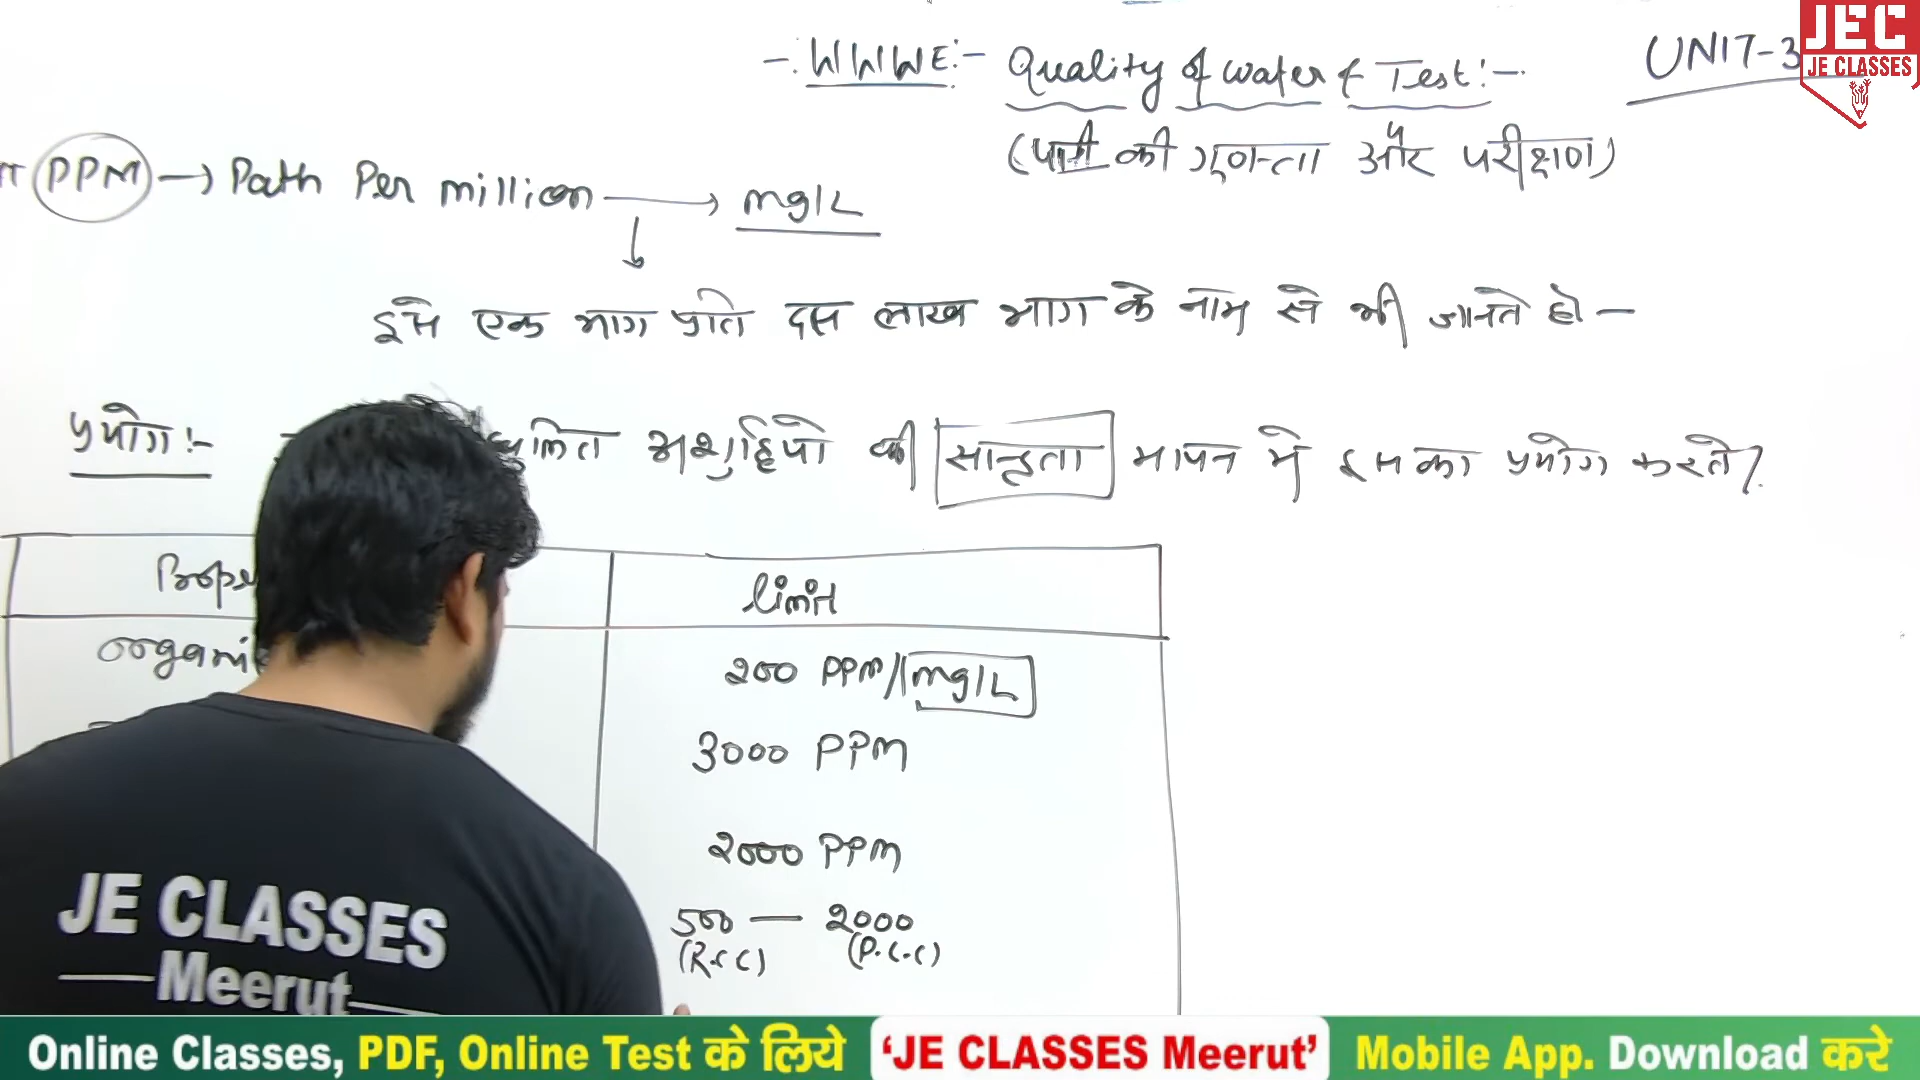 -:WWWE:- Quality of water & Test:-
UNIT-3
JEC
JE CLASSES
(पानी की गुणवत्ता और परीक्षण)
PPM → Path Per million → mg/L
इसे एक भाग प्रति दस लाख भाग के नाम से भी जानते हो —
प्रयोग:- अशुद्धियो की सान्द्रता मापन मे इसका प्रयोग करते।
limit
200 PPM/mg/L
3000 PPM
2000 PPM
500 — 2000
(R.C.C) (P.C.C)
JE CLASSES
Meerut
Online Classes, PDF, Online Test के लिये 'JE CLASSES Meerut' Mobile App. Download करे